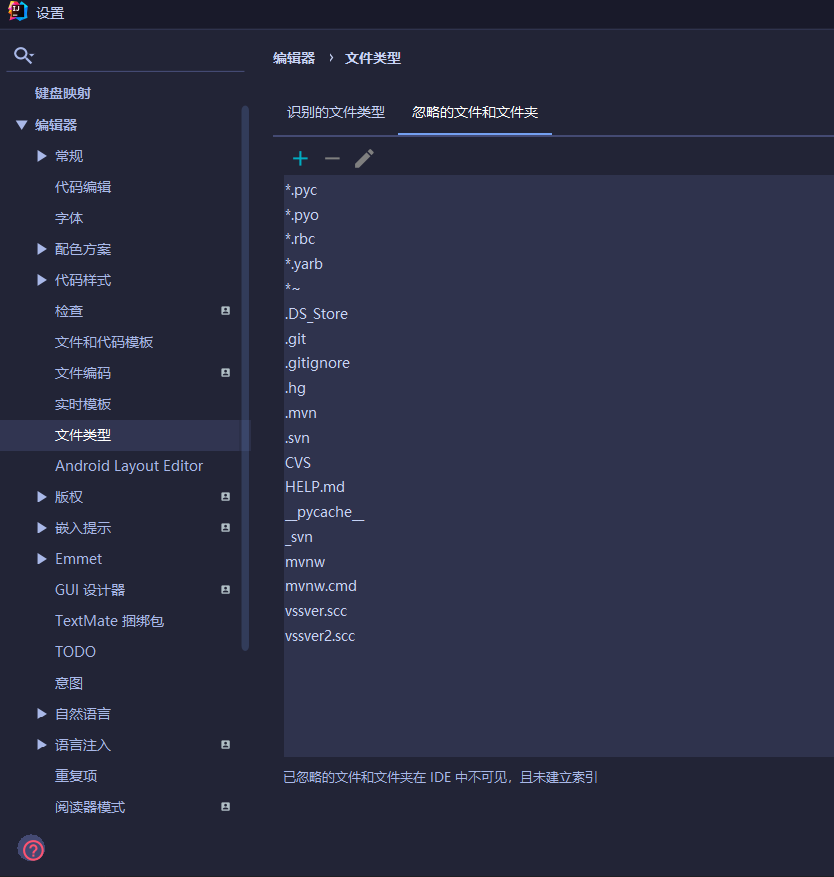 设置
键盘映射
编辑器
常规
代码编辑
字体
配色方案
代码样式
检查
文件和代码模板
文件编码
实时模板
文件类型
Android Layout Editor
版权
嵌入提示
Emmet
GUI 设计器
TextMate 捆绑包
TODO
意图
自然语言
语言注入
重复项
阅读器模式
编辑器 › 文件类型
识别的文件类型 忽略的文件和文件夹
*.pyc
*.pyo
*.rbc
*.yarb
*~
.DS_Store
.git
.gitignore
.hg
.mvn
.svn
CVS
HELP.md
__pycache__
_svn
mvnw
mvnw.cmd
vssver.scc
vssver2.scc
已忽略的文件和文件夹在 IDE 中不可见，且未建立索引